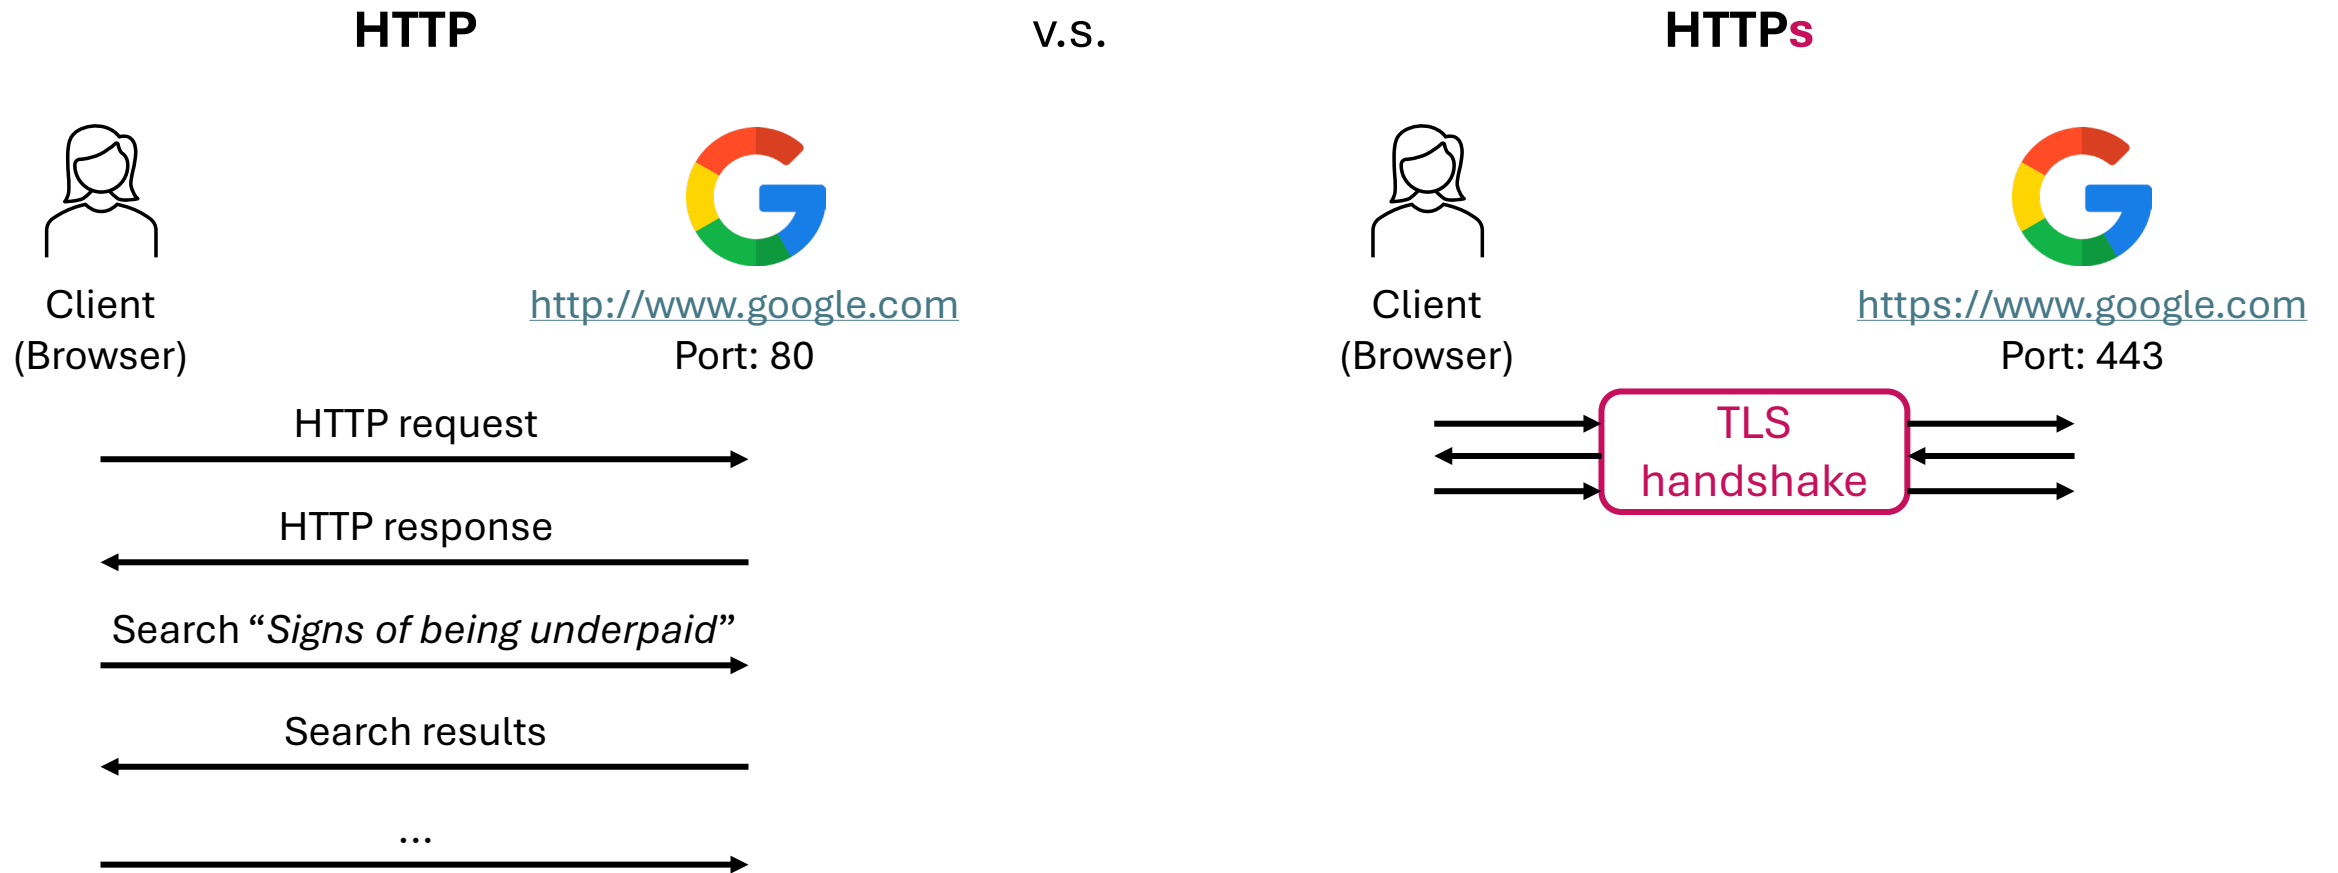 HTTP
v.s.
HTTPs
Client
(Browser)
http://www.google.com
Port: 80
HTTP request
HTTP response
Search “Signs of being underpaid”
Search results
...
Client
(Browser)
https://www.google.com
Port: 443
TLS
handshake